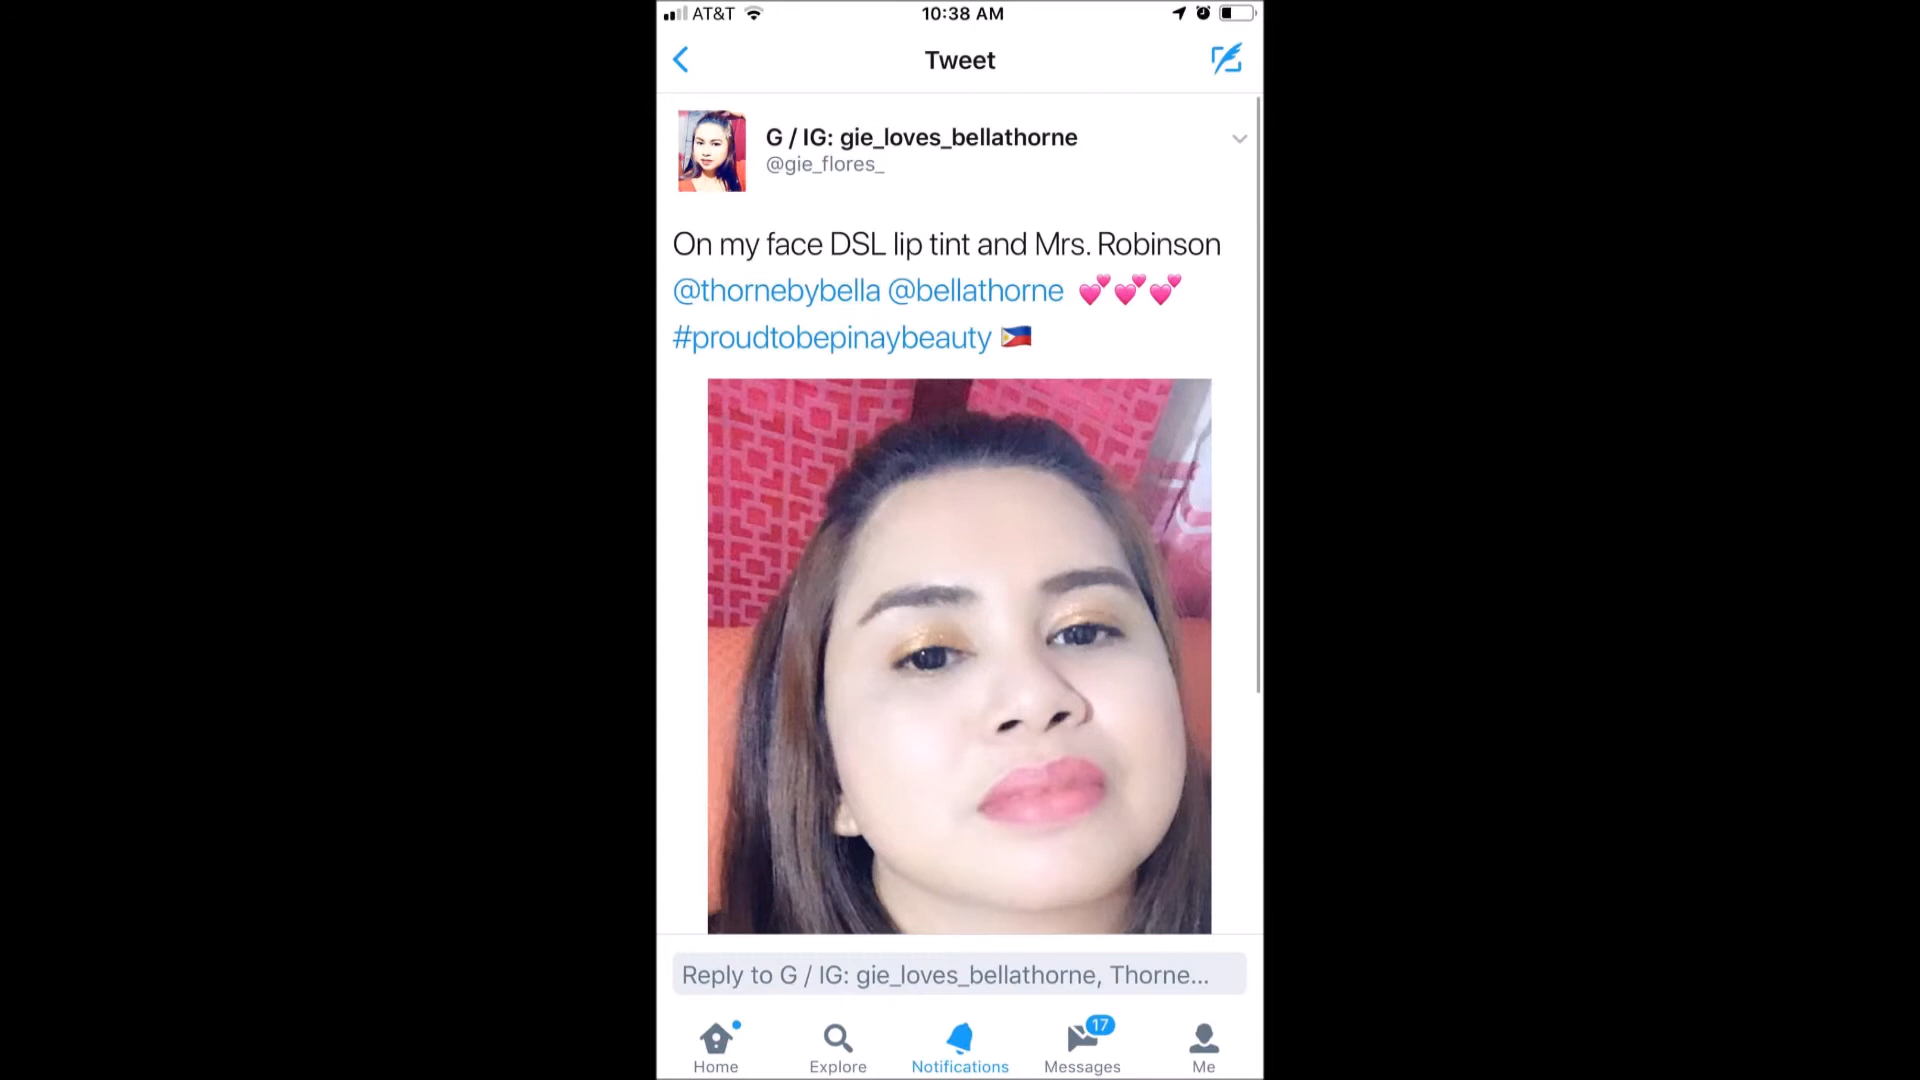 AT&T 10:38 AM
Tweet
G / IG: gie_loves_bellathorne
@gie_flores_
On my face DSL lip tint and Mrs. Robinson
@thornebybella @bellathorne 💕💕💕
#proudtobepinaybeauty 🇵🇭
Reply to G / IG: gie_loves_bellathorne, Thorne...
17
Home Explore Notifications Messages Me